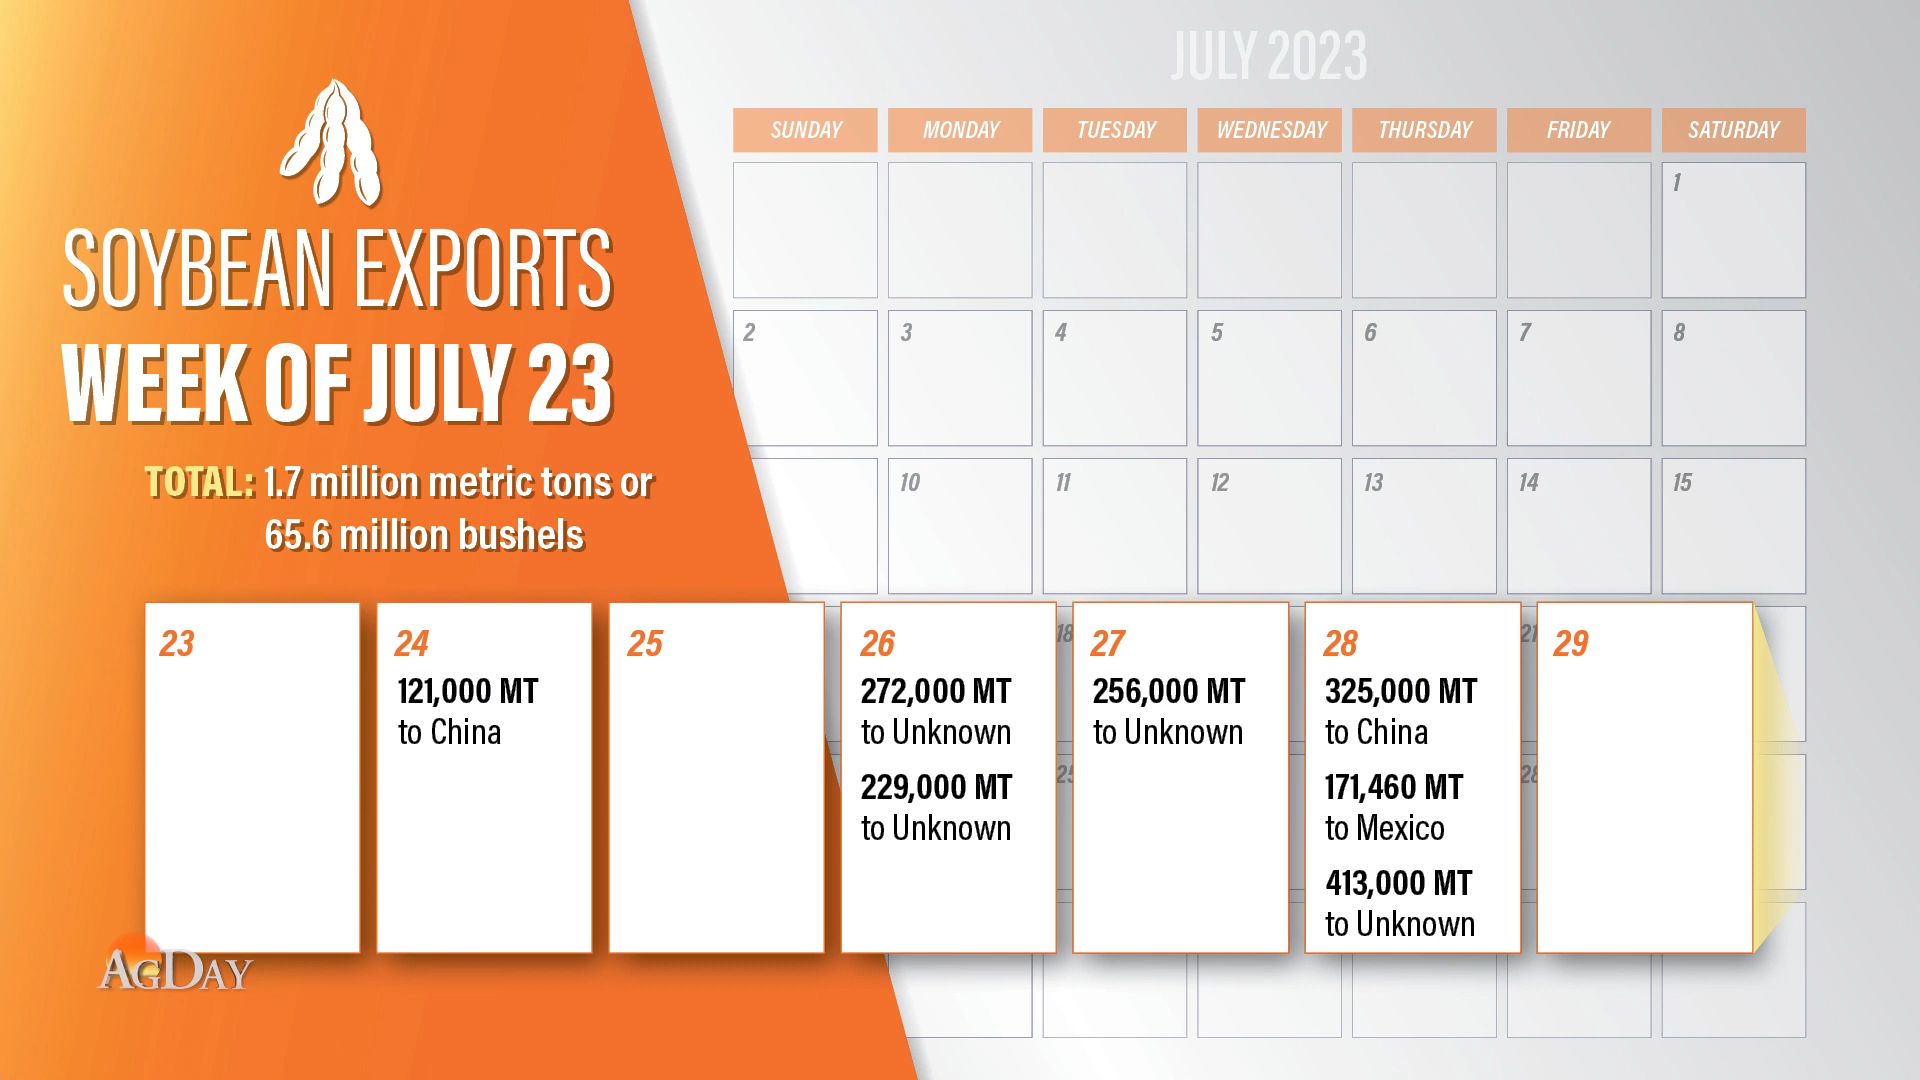 JULY 2023
SUNDAY MONDAY TUESDAY WEDNESDAY THURSDAY FRIDAY SATURDAY
1
2 3 4 5 6 7 8
10 11 12 13 14 15
SOYBEAN EXPORTS
WEEK OF JULY 23
TOTAL: 1.7 million metric tons or
65.6 million bushels
18 21
25 28
23
24
121,000 MT
to China
25
26
272,000 MT
to Unknown
229,000 MT
to Unknown
27
256,000 MT
to Unknown
28
325,000 MT
to China
171,460 MT
to Mexico
413,000 MT
to Unknown
29
AGDAY